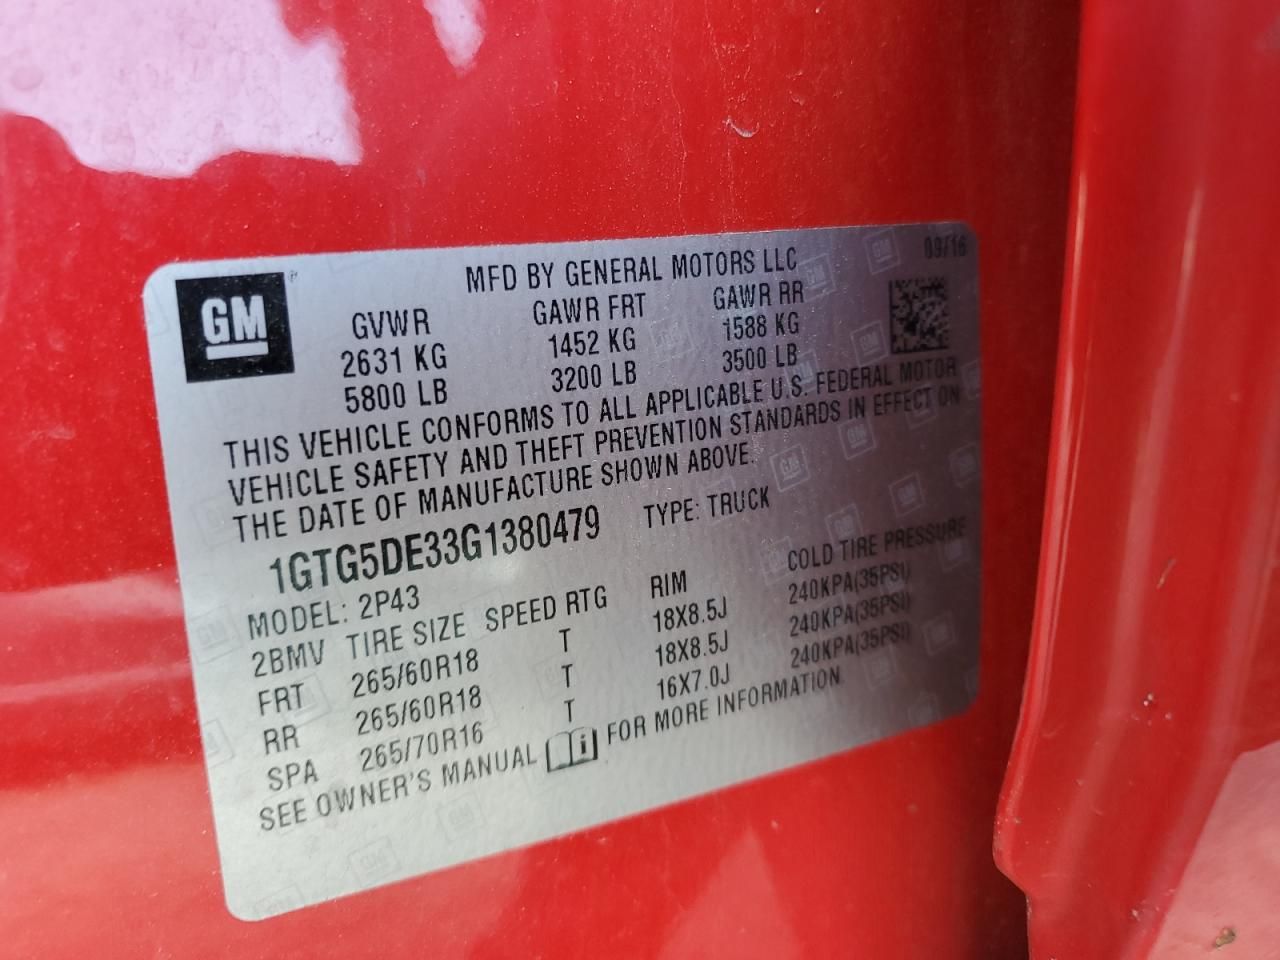 GM
MFD BY GENERAL MOTORS LLC
09/16
GVWR GAWR FRT GAWR RR
2631 KG 1452 KG 1588 KG
5800 LB 3200 LB 3500 LB
THIS VEHICLE CONFORMS TO ALL APPLICABLE U.S. FEDERAL MOTOR
VEHICLE SAFETY AND THEFT PREVENTION STANDARDS IN EFFECT ON
THE DATE OF MANUFACTURE SHOWN ABOVE.
1GTG5DE33G1380479 TYPE: TRUCK
MODEL: 2P43
2BMV TIRE SIZE SPEED RTG RIM COLD TIRE PRESSURE
FRT 265/60R18 T 18X8.5J 240KPA(35PSI)
RR 265/60R18 T 18X8.5J 240KPA(35PSI)
SPA 265/70R16 T 16X7.0J 240KPA(35PSI)
SEE OWNER'S MANUAL i FOR MORE INFORMATION